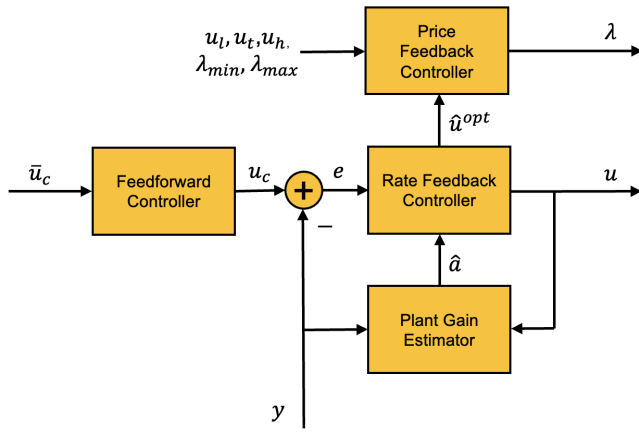 u_l, u_t, u_h,
λ_min, λ_max
Price
Feedback
Controller
λ
û^opt
ū_c
Feedforward
Controller
u_c
+
−
e
Rate Feedback
Controller
u
â
Plant Gain
Estimator
y